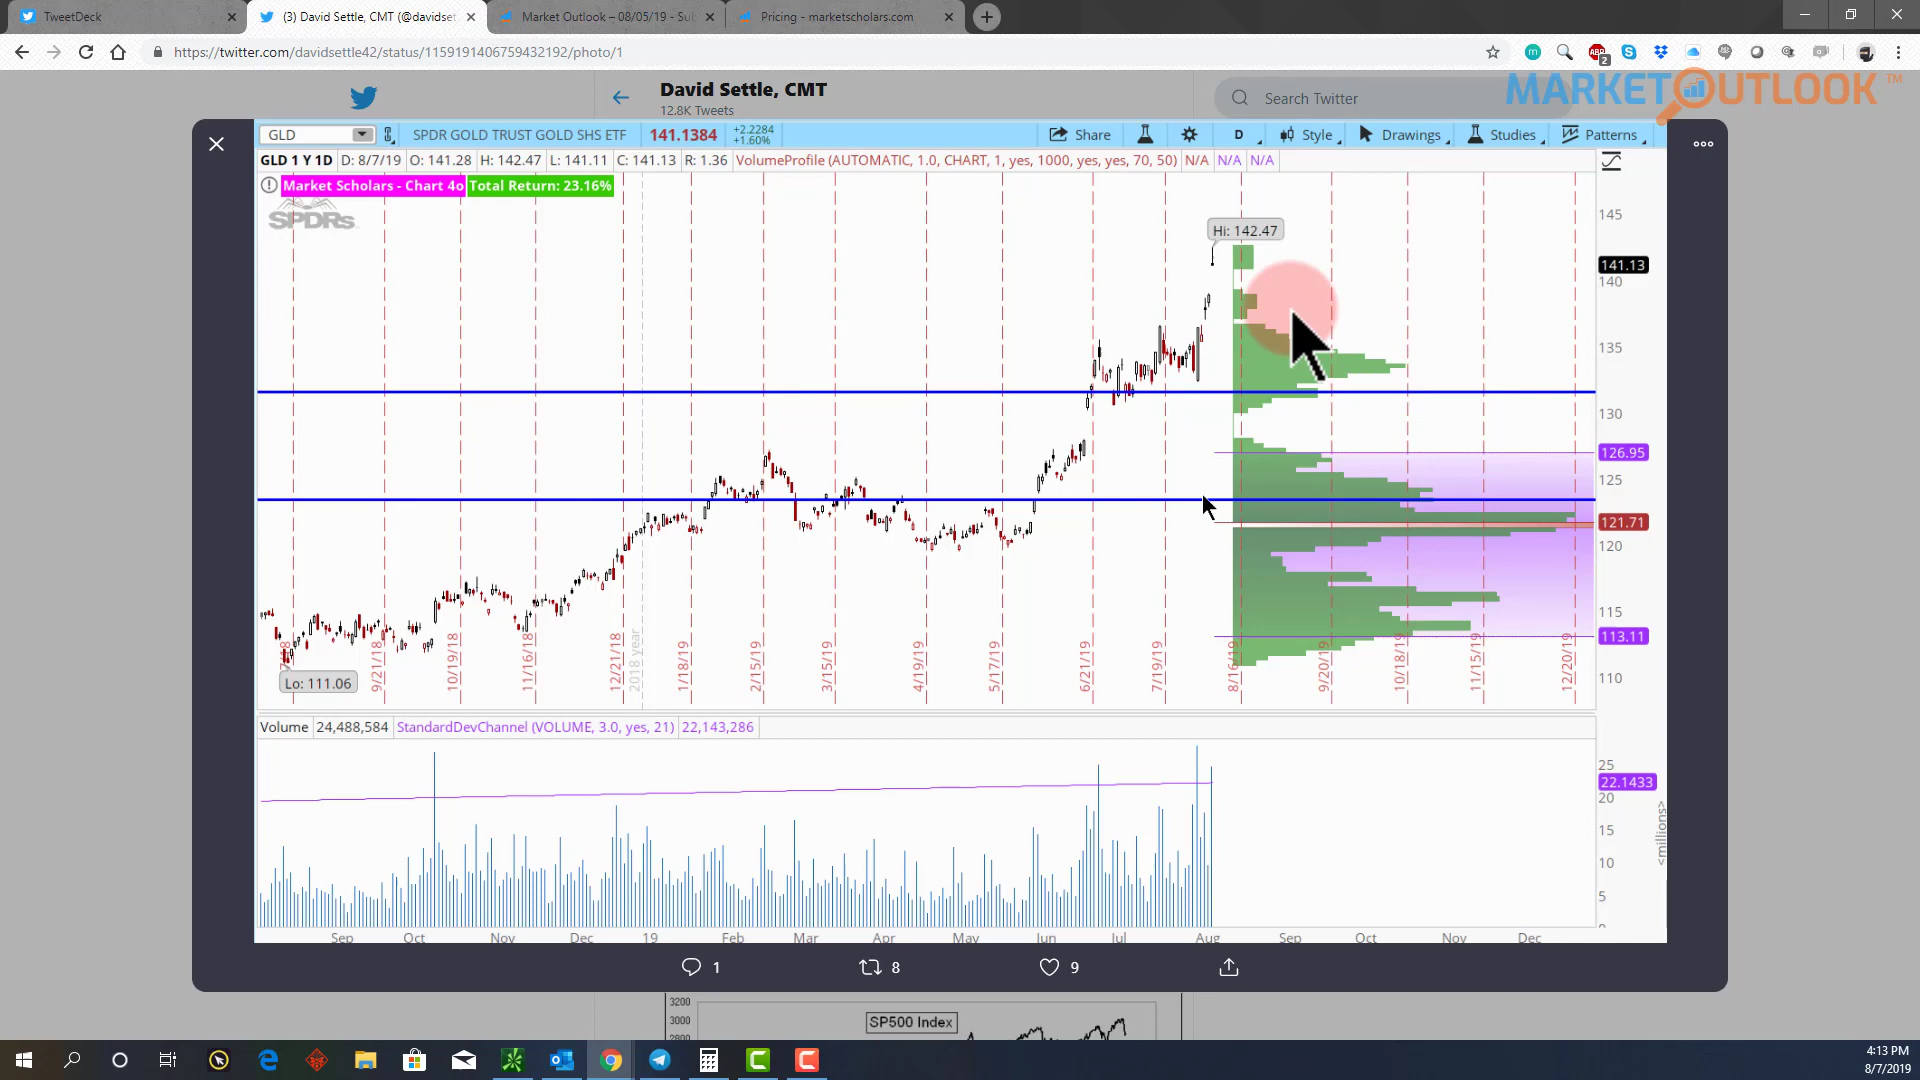 TweetDeck
(3) David Settle, CMT (@davidset
Market Outlook – 08/05/19 - Sub
Pricing - marketscholars.com
https://twitter.com/davidsettle42/status/1159191406759432192/photo/1
David Settle, CMT
12.8K Tweets
Search Twitter
MARKETOUTLOOK™
GLD
SPDR GOLD TRUST GOLD SHS ETF
141.1384
+2.2284
+1.60%
Share
D
Style
Drawings
Studies
Patterns
GLD 1 Y 1D
D: 8/7/19
O: 141.28
H: 142.47
L: 141.11
C: 141.13
R: 1.36
VolumeProfile (AUTOMATIC, 1.0, CHART, 1, yes, 1000, yes, yes, 70, 50)
N/A
N/A
N/A
Market Scholars - Chart 4o
Total Return: 23.16%
SPDRs
Hi: 142.47
Lo: 111.06
145
141.13
140
135
130
126.95
125
121.71
120
115
113.11
110
9/21/18
10/19/18
11/16/18
12/21/18
2018 year
1/18/19
2/15/19
3/15/19
4/19/19
5/17/19
6/21/19
7/19/19
8/16/19
9/20/19
10/18/19
11/15/19
12/20/19
Volume
24,488,584
StandardDevChannel (VOLUME, 3.0, yes, 21)
22,143,286
25
22.1433
20
15
10
5
<millions>
Sep
Oct
Nov
Dec
19
Feb
Mar
Apr
May
Jun
Jul
Aug
Sep
Oct
Nov
Dec
1
8
9
3200
3000
SP500 Index
4:13 PM
8/7/2019